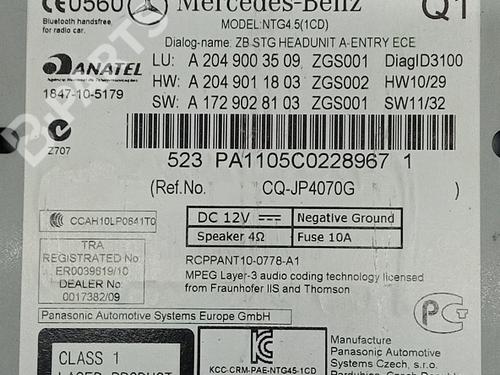 CE0560 Mercedes-Benz Q1
Bluetooth handsfree
for radio car.
MODEL:NTG4.5(1CD)
Dialog-name: ZB STG HEADUNIT A-ENTRY ECE
ANATEL
1847-10-5179
LU: A 204 900 35 09 ZGS001 DiagID3100
HW: A 204 901 18 03 ZGS002 HW10/29
SW: A 172 902 81 03 ZGS001 SW11/32
Z707
523 PA1105C0228967 1
(Ref.No. CQ-JP4070G )
CCAH10LP0641T0
TRA
REGISTERED No
ER0039619/10
DEALER No
0017382/09
DC 12V Negative Ground
Speaker 4Ω Fuse 10A
RCPPANT10-0778-A1
MPEG Layer-3 audio coding technology licensed
from Fraunhofer IIS and Thomson
Panasonic Automotive Systems Europe GmbH
CLASS 1
LASER PRODUCT
KCC-CRM-PAE-NTG45-1CD
Manufacture
Panasonic Automotive
Systems Czech, s.r.o.